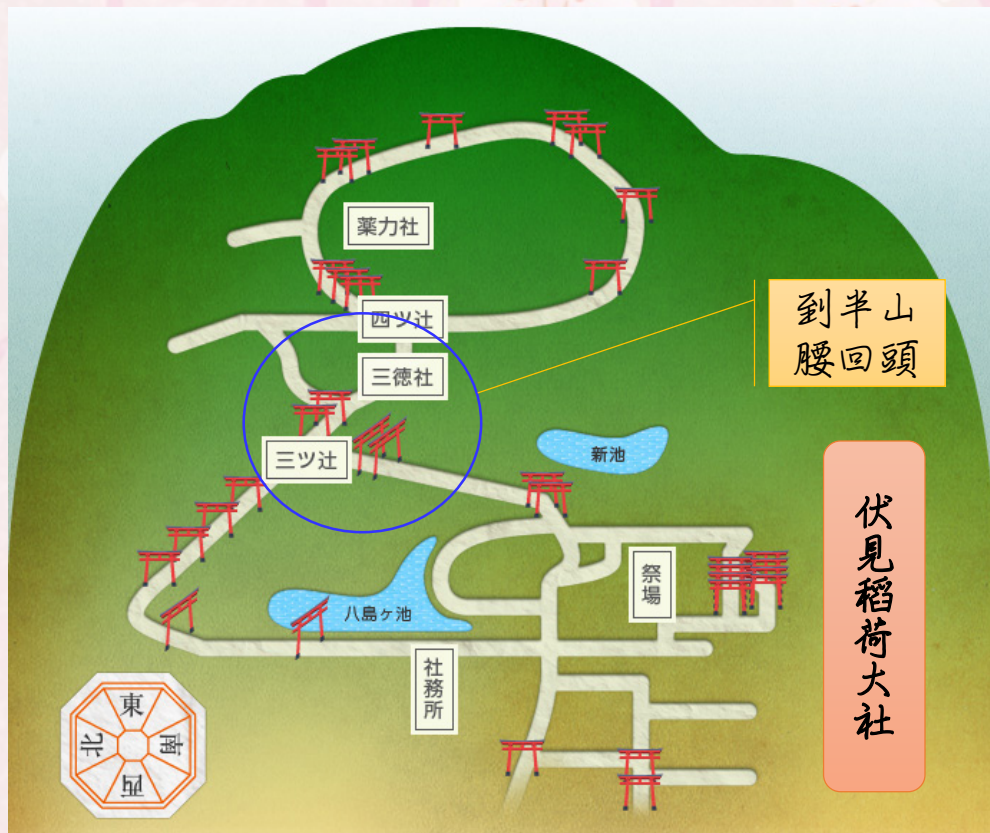 薬力社
四ツ辻
到半山
腰回頭
三徳社
三ツ辻
新池
伏見稻荷大社
祭場
八島ヶ池
社務所
東
北
南
西